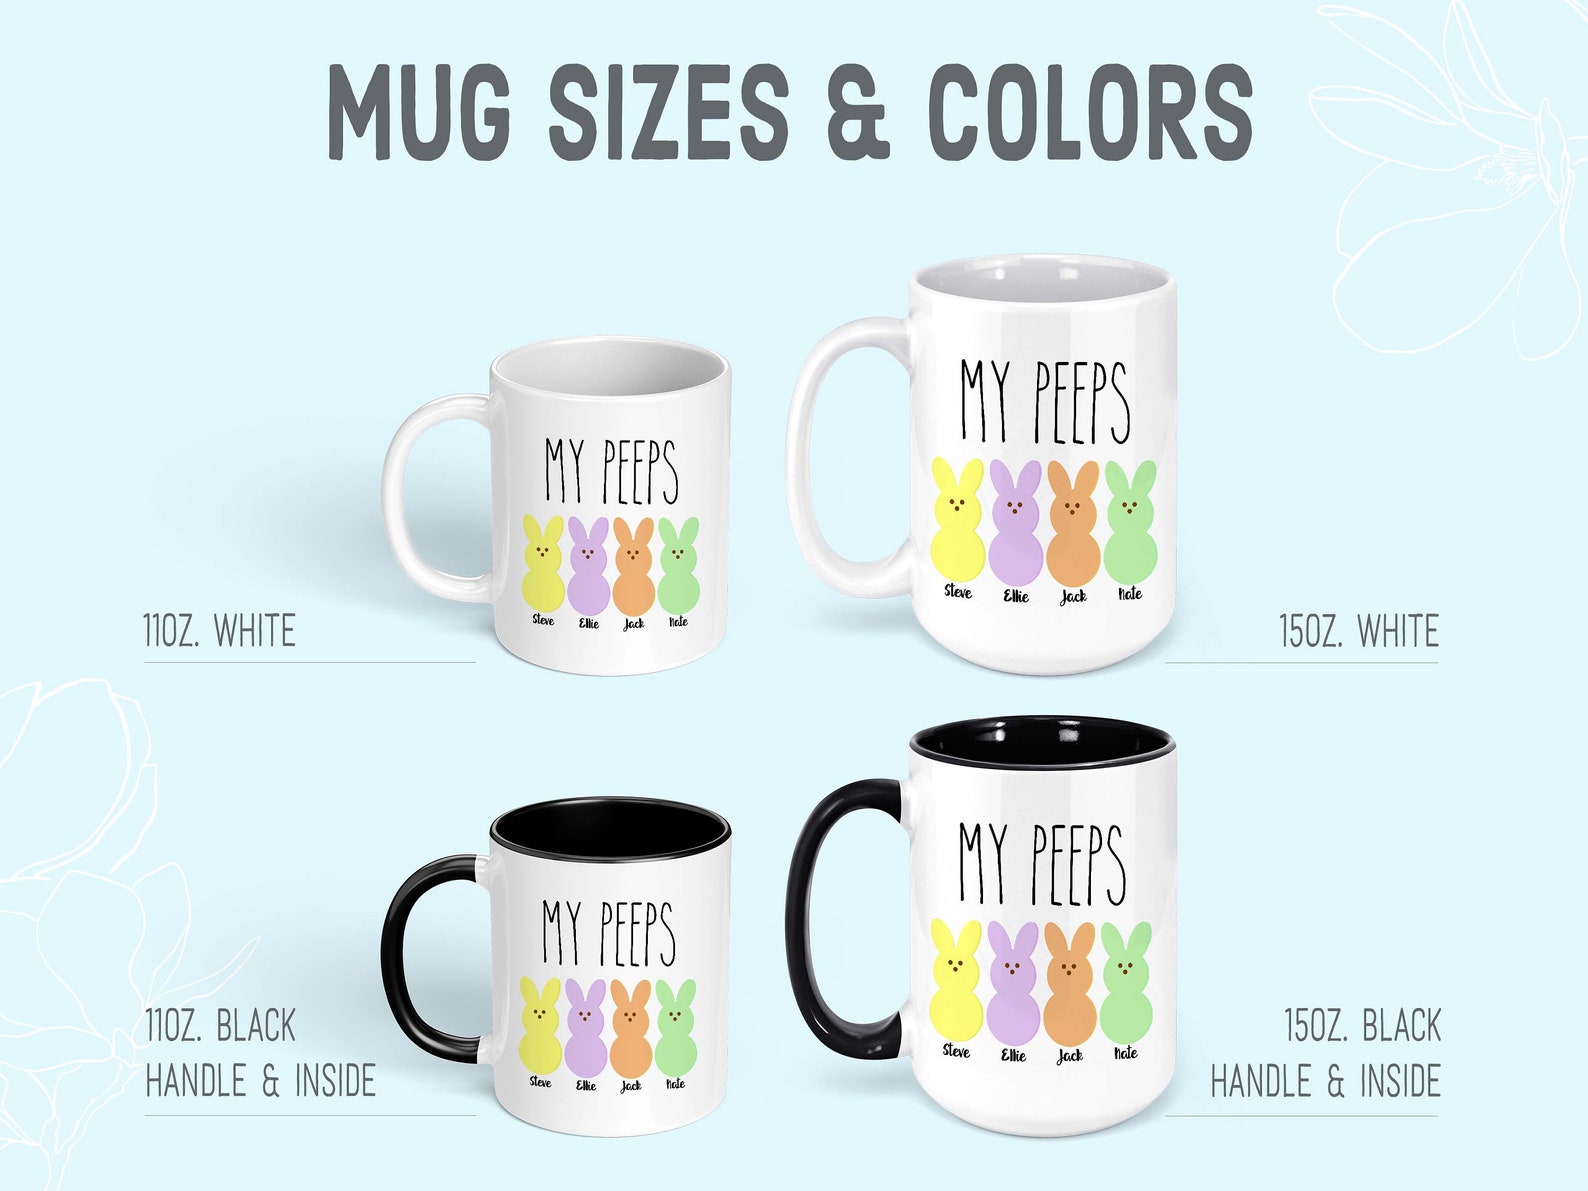 MUG SIZES & COLORS
MY PEEPS
Steve Ellie Jack Nate
11OZ. WHITE
MY PEEPS
Steve Ellie Jack Nate
15OZ. WHITE
MY PEEPS
Steve Ellie Jack Nate
11OZ. BLACK
HANDLE & INSIDE
MY PEEPS
Steve Ellie Jack Nate
15OZ. BLACK
HANDLE & INSIDE